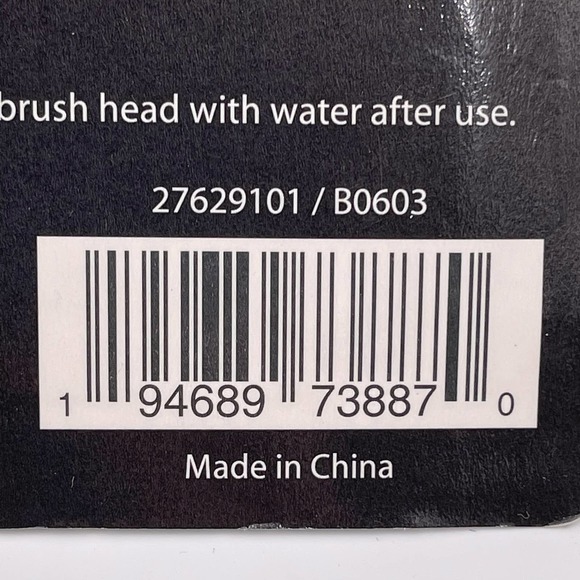 brush head with water after use.
27629101 / B0603
1 94689 73887 0
Made in China